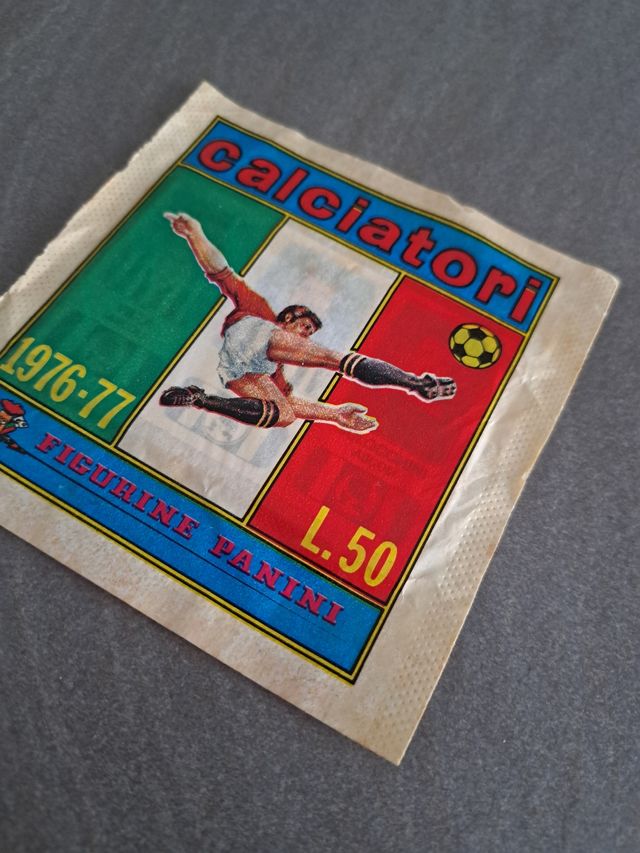 calciatori
1976-77
L.50
FIGURINE PANINI